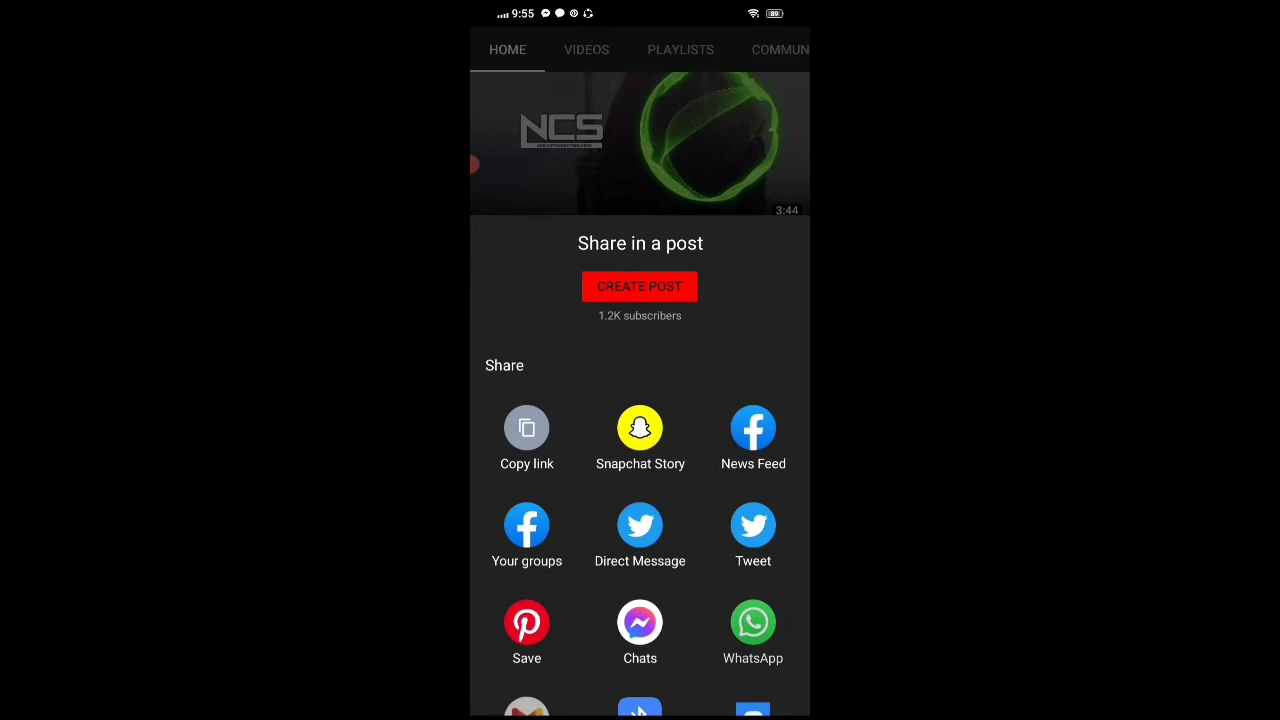 9:55
89
HOME VIDEOS PLAYLISTS COMMUN
NCS
3:44
Share in a post
CREATE POST
1.2K subscribers
Share
Copy link Snapchat Story News Feed
Your groups Direct Message Tweet
Save Chats WhatsApp